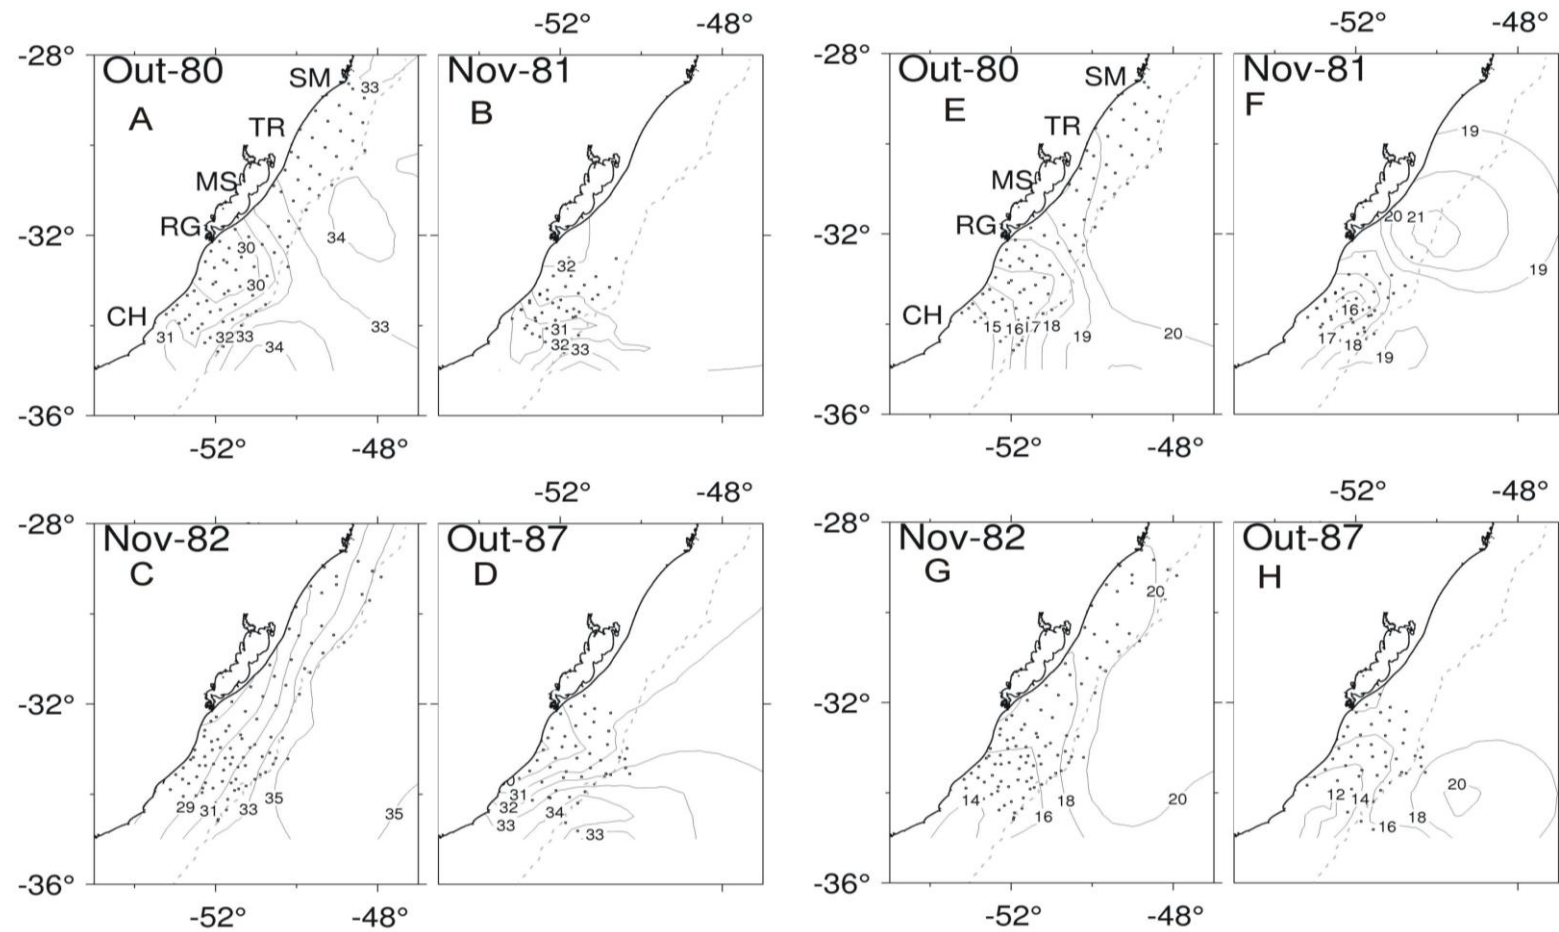 -52° -48° -52° -48°
-28° Out-80 SM Nov-81 Out-80 SM Nov-81
A 33 B E F
TR TR 19
MS MS
RG 34 RG 20 21
-32° 30 -32°
32 19
30
CH 33 CH 16
31 32 33 31 15 16 17 18 19 20 17 18
34 32 33 19
-36° -36°
-52° -48° -52° -48°
-52° -48° -52° -48°
-28° Nov-82 Out-87 -28° Nov-82 Out-87
C D G H
20
-32° -32°
29 31 33 35 31 14 18 20 12 14 20
35 32 34 16 18
33 33 16
-36° -36°
-52° -48° -52° -48°